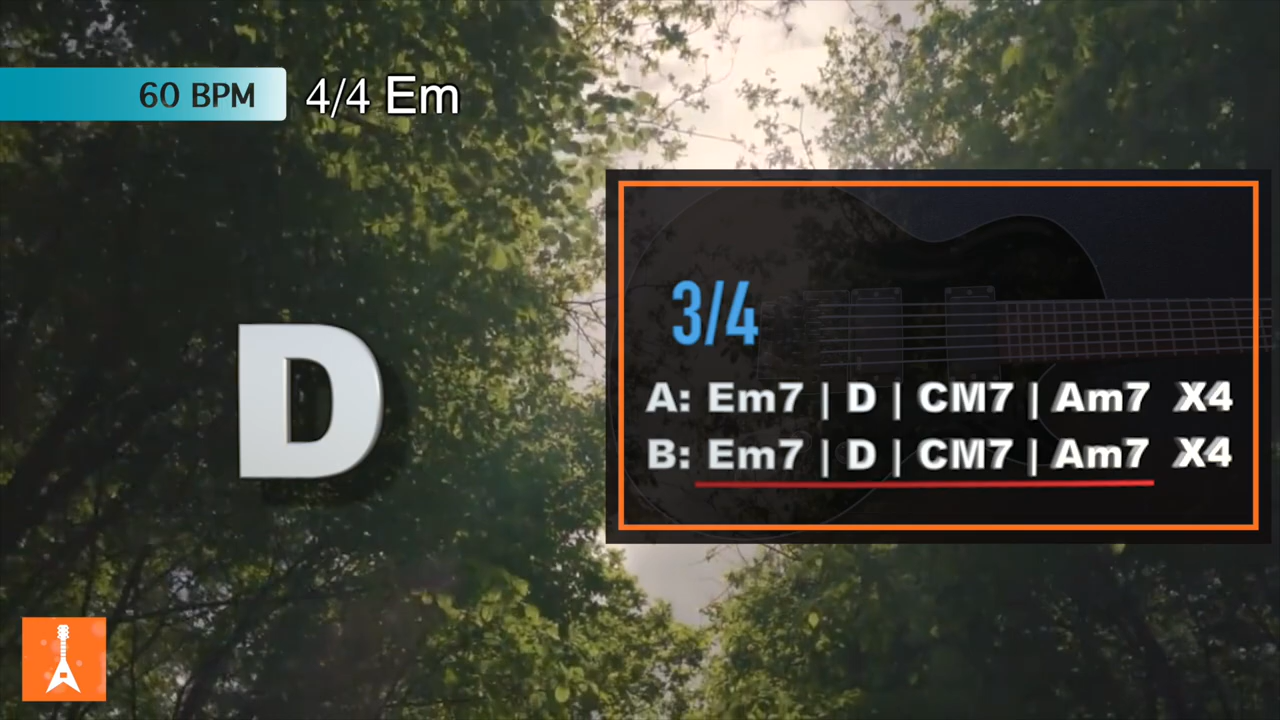 60 BPM 4/4 Em
3/4
D
A: Em7 | D | CM7 | Am7 X4
B: Em7 | D | CM7 | Am7 X4